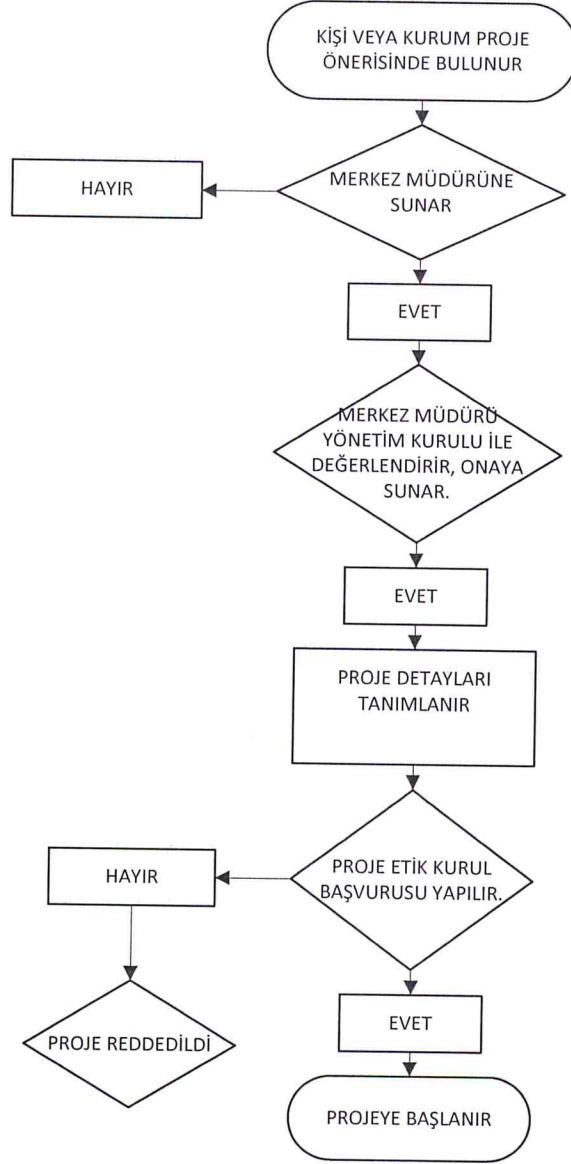 KİŞİ VEYA KURUM PROJE
ÖNERİSİNDE BULUNUR
MERKEZ MÜDÜRÜNE
SUNAR
HAYIR
EVET
MERKEZ MÜDÜRÜ
YÖNETİM KURULU İLE
DEĞERLENDİRİR, ONAYA
SUNAR.
EVET
PROJE DETAYLARI
TANIMLANIR
PROJE ETİK KURUL
BAŞVURUSU YAPILIR.
HAYIR
EVET
PROJE REDDEDİLDİ
PROJEYE BAŞLANIR